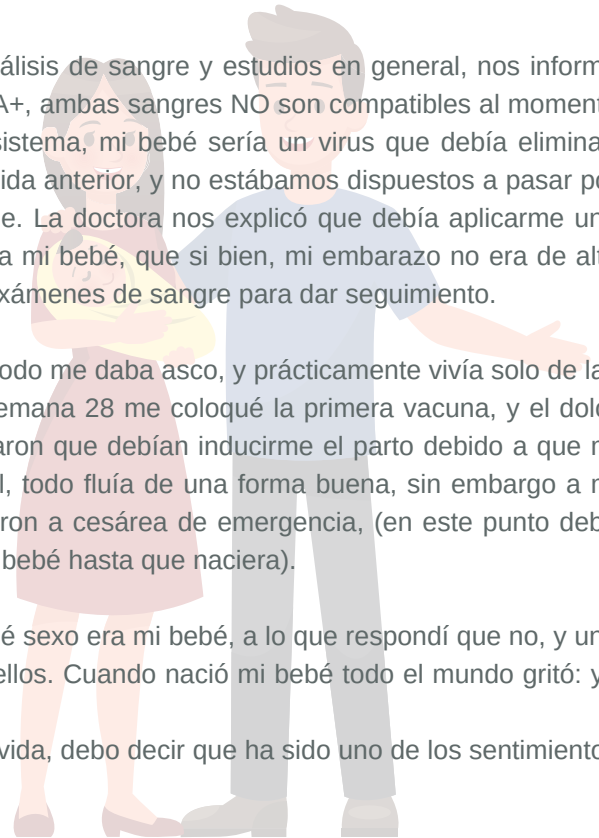 álisis de sangre y estudios en general, nos inform
A+, ambas sangres NO son compatibles al moment
sistema, mi bebé sería un virus que debía elimina
ida anterior, y no estábamos dispuestos a pasar po
e. La doctora nos explicó que debía aplicarme un
a mi bebé, que si bien, mi embarazo no era de alt
xámenes de sangre para dar seguimiento.
odo me daba asco, y prácticamente vivía solo de la
emana 28 me coloqué la primera vacuna, y el dolo
aron que debían inducirme el parto debido a que n
l, todo fluía de una forma buena, sin embargo a n
ron a cesárea de emergencia, (en este punto deb
bebé hasta que naciera).
é sexo era mi bebé, a lo que respondí que no, y un
ellos. Cuando nació mi bebé todo el mundo gritó: y
vida, debo decir que ha sido uno de los sentimiento